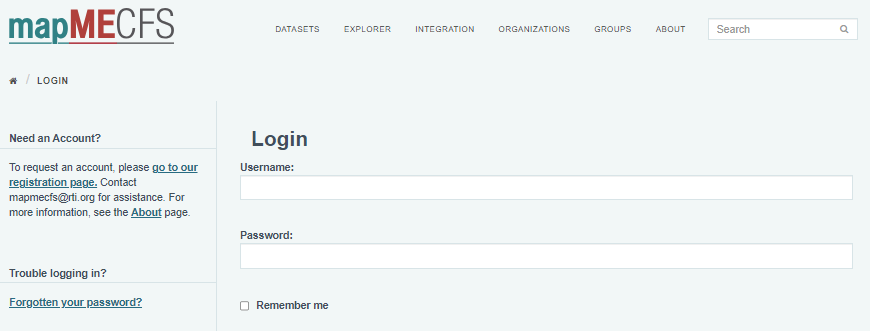 mapMECFS
DATASETS EXPLORER INTEGRATION ORGANIZATIONS GROUPS ABOUT Search
/ LOGIN
Need an Account?
To request an account, please go to our
registration page. Contact
mapmecfs@rti.org for assistance. For
more information, see the About page.
Trouble logging in?
Forgotten your password?
Login
Username:
Password:
Remember me